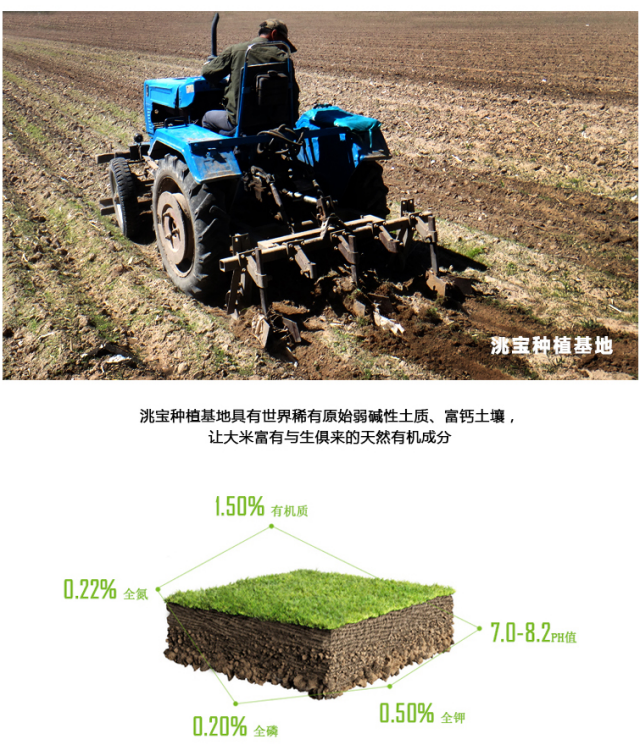 洮宝种植基地
洮宝种植基地具有世界稀有原始弱碱性土质、富钙土壤，
让大米富有与生俱来的天然有机成分
1.50% 有机质
0.22% 全氮
7.0-8.2PH值
0.50% 全钾
0.20% 全磷